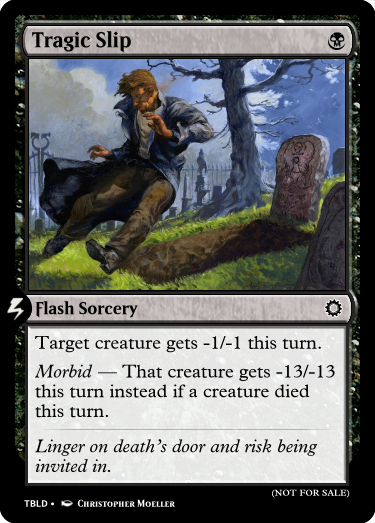 Tragic Slip
Flash Sorcery
Target creature gets -1/-1 this turn.
Morbid — That creature gets -13/-13
this turn instead if a creature died
this turn.
Linger on death's door and risk being
invited in.
(NOT FOR SALE)
TBLD • Christopher Moeller